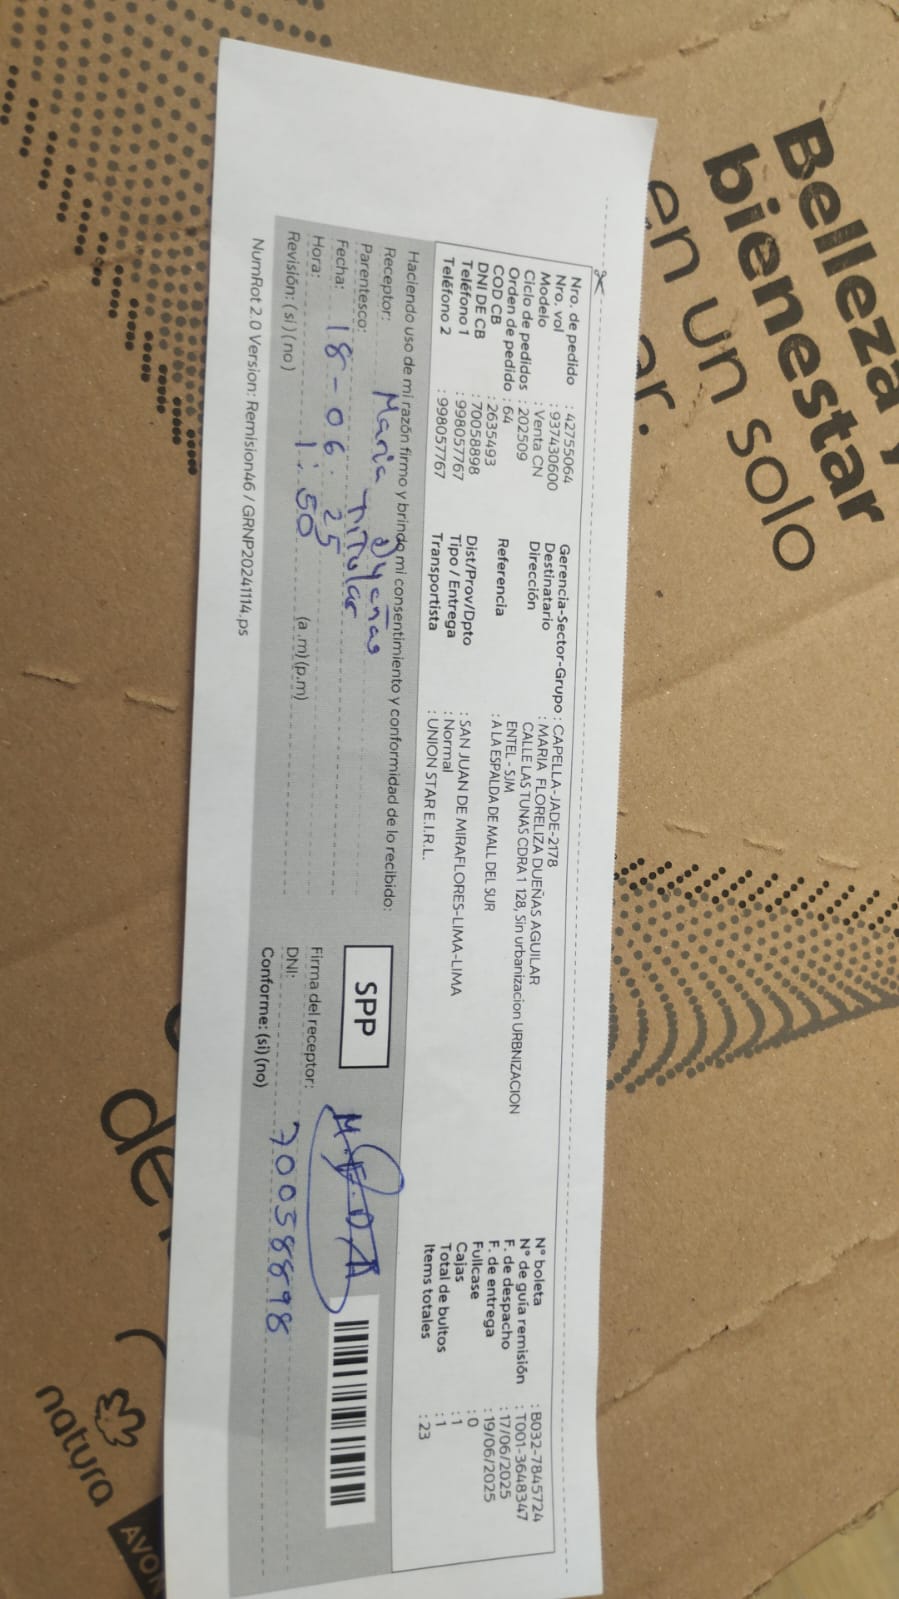 Belleza y
bienestar
en un solo
ar.
Nro. de pedido : 42755064
Nro. vol : 937430600
Modelo : Venta CN
Ciclo de pedidos : 202509
Orden de pedido : 64
COD CB : 2635493
DNI DE CB : 70058898
Teléfono 1 : 998057767
Teléfono 2 : 998057767
Gerencia-Sector-Grupo : CAPELLA-JADE-2178
Destinatario : MARIA FLORELIZA DUEÑAS AGUILAR
Dirección : CALLE LAS TUNAS CDRA 1 128, Sin urbanizacion URBNIZACION
ENTEL - SJM
Referencia : A LA ESPALDA DE MALL DEL SUR
Dist/Prov/Dpto : SAN JUAN DE MIRAFLORES-LIMA-LIMA
Tipo / Entrega : Normal
Transportista : UNION STAR E.I.R.L.
N° boleta : B032-7845724
N° de guía remisión : T001-3648347
F. de despacho : 17/06/2025
F. de entrega : 19/06/2025
Fullcase : 0
Cajas : 1
Total de bultos : 1
Items totales : 23
Haciendo uso de mi razón firmo y brindo mi consentimiento y conformidad de lo recibido:
Receptor: Maria Dueñas
Parentesco: Titular
Fecha: 18-06.25
Hora: 1:50 (a .m) (p.m)
Revisión: (si) (no)
SPP
Firma del receptor: M.F.D.A
DNI: 70058898
Conforme: (si) (no)
NumRot 2.0 Version: Remision46 / GRNP20241114.ps
de
natura
AVON